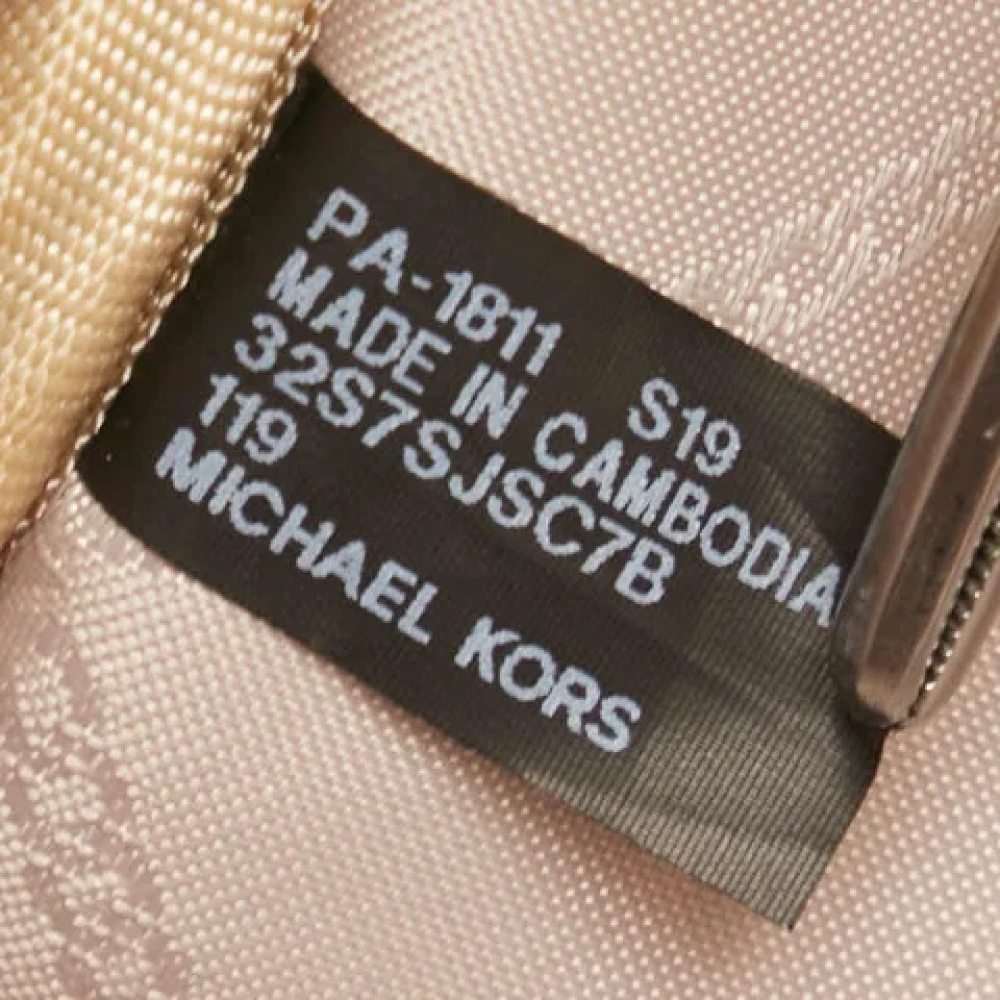 PA-1811 S19
MADE IN CAMBODIA
32S7SJSC7B
119
MICHAEL KORS